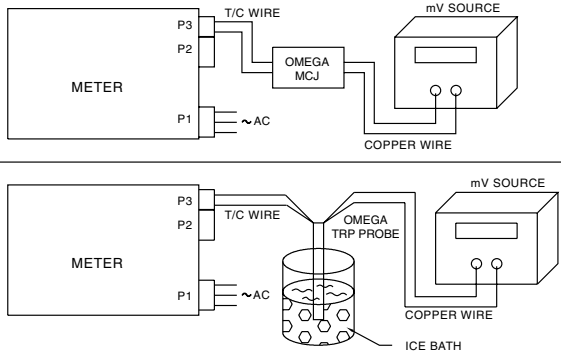 T/C WIRE
mV SOURCE
P3
P2
OMEGA
MCJ
METER
P1
~AC
COPPER WIRE
mV SOURCE
P3
T/C WIRE
OMEGA
TRP PROBE
P2
METER
P1
~AC
COPPER WIRE
ICE BATH